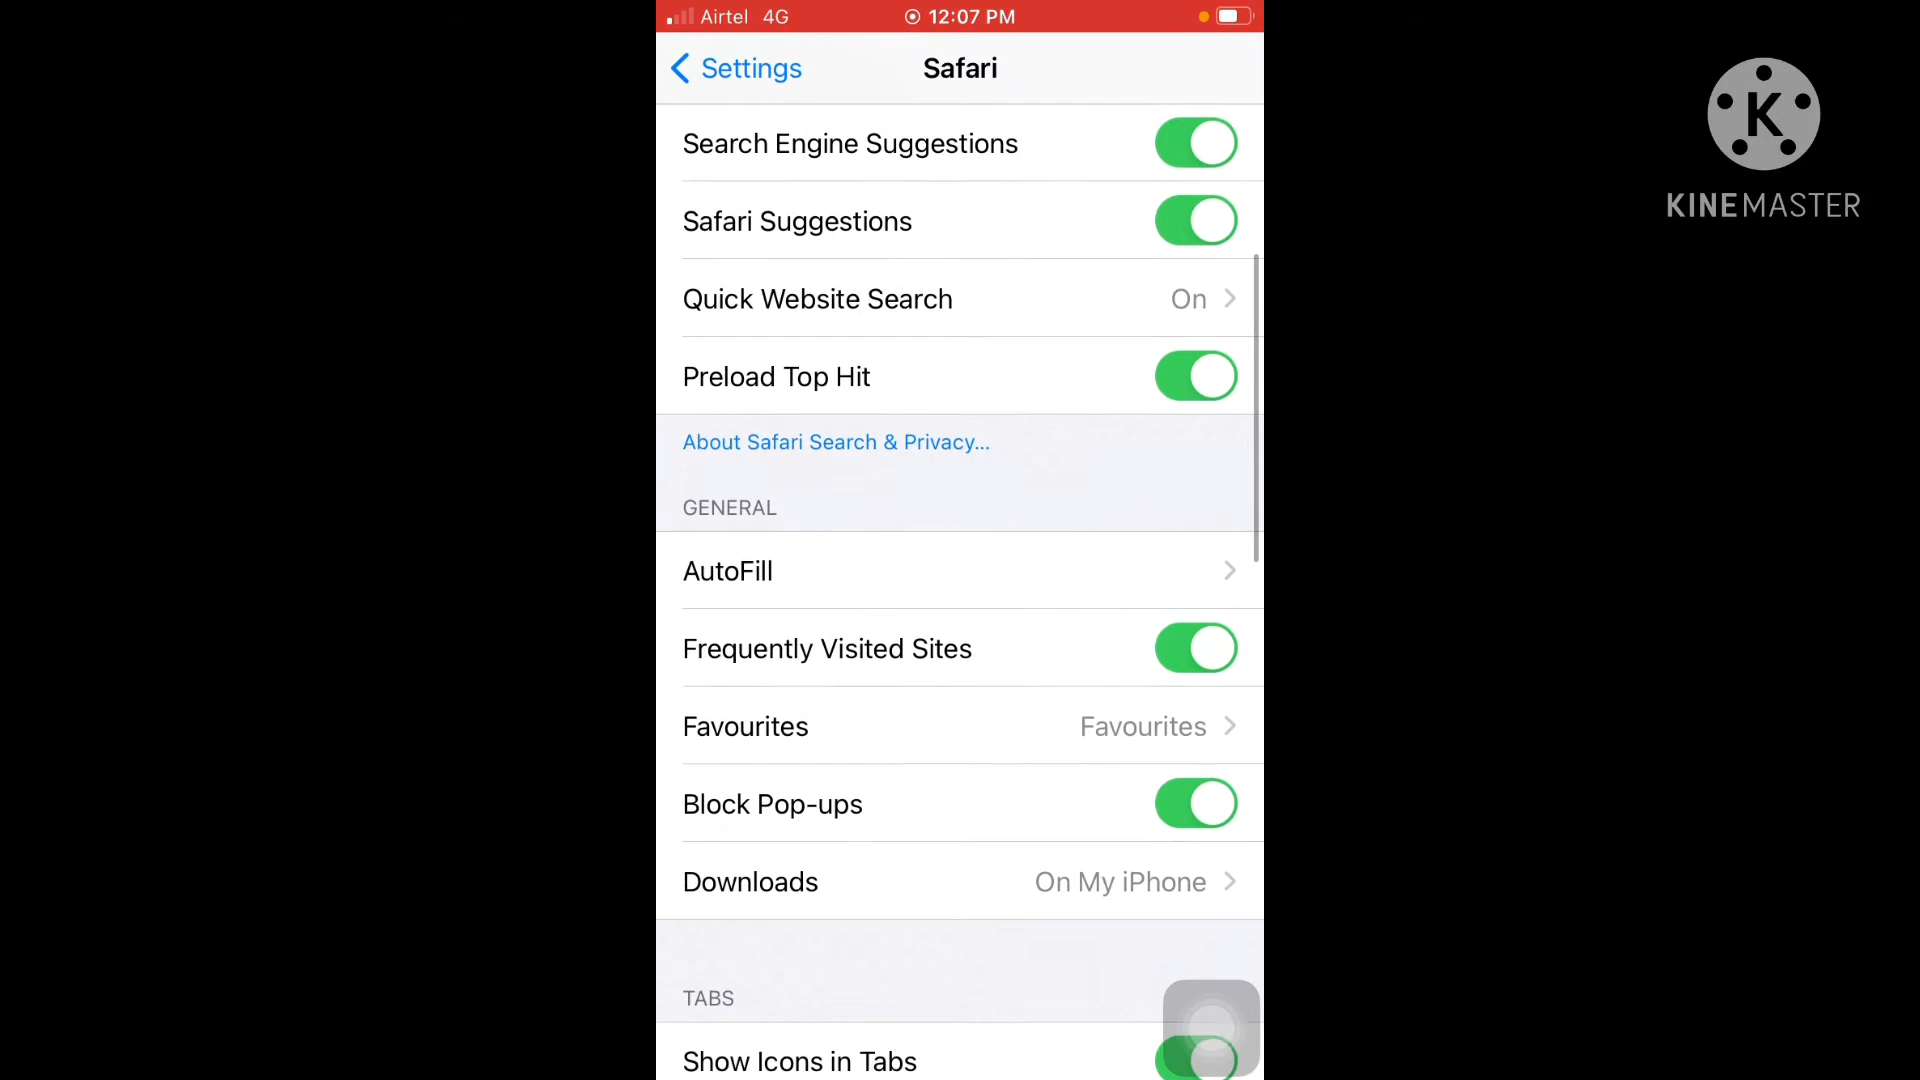 Airtel 4G 12:07 PM
Settings Safari
Search Engine Suggestions
Safari Suggestions
Quick Website Search On
Preload Top Hit
About Safari Search & Privacy...
GENERAL
AutoFill
Frequently Visited Sites
Favourites Favourites
Block Pop-ups
Downloads On My iPhone
TABS
Show Icons in Tabs
K
KINEMASTER